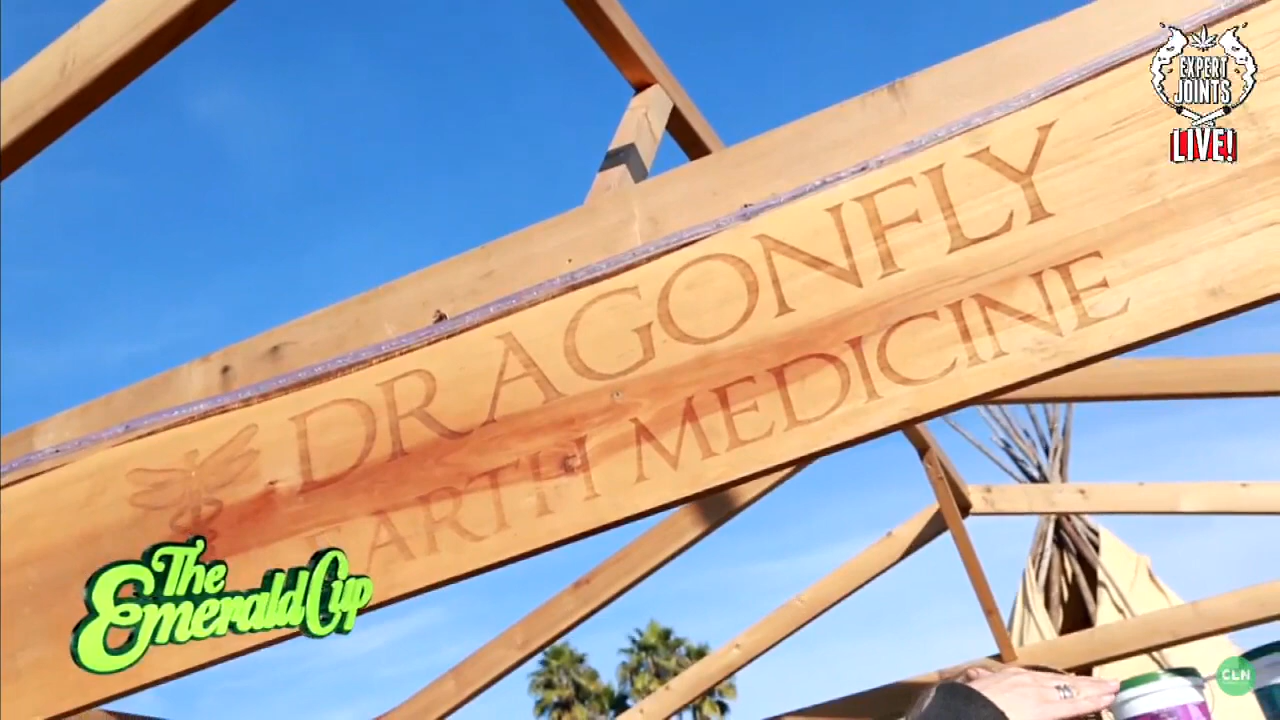 EXPERT
JOINTS
LIVE!
DRAGONFLY
EARTH MEDICINE
The
Emerald Cup
CLN